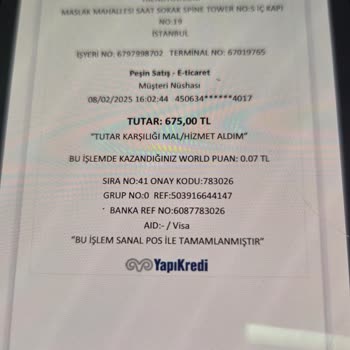 MASLAK MAHALLESİ SAAT SOKAK SPINE TOWER NO:5 İÇ KAPI
NO:19
İSTANBUL
İŞYERİ NO: 6797998702 TERMİNAL NO: 67019765
Peşin Satış - E-ticaret
Müşteri Nüshası
08/02/2025 16:02:44 450634******4017
TUTAR: 675,00 TL
"TUTAR KARŞILIĞI MAL/HİZMET ALDIM"
BU İŞLEMDE KAZANDIĞINIZ WORLD PUAN: 0.07 TL
SIRA NO:41 ONAY KODU:783026
GRUP NO:0 REF:503916644147
BANKA REF NO:6087783026
AID:- / Visa
"BU İŞLEM SANAL POS İLE TAMAMLANMIŞTIR"
YapıKredi